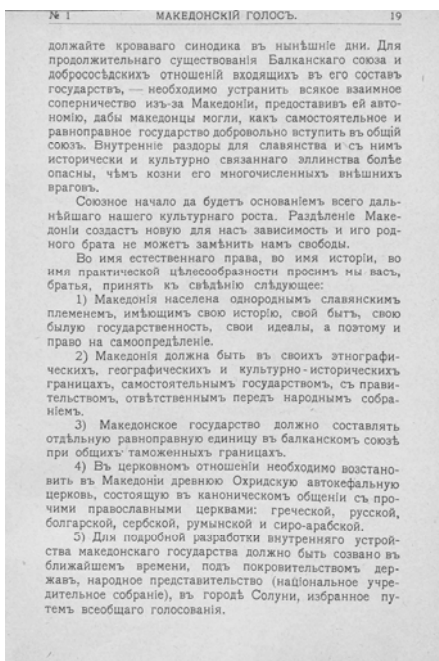 № 1 МАКЕДОНСКІЙ ГОЛОСЪ. 19
должайте кроваваго синодика въ нынѣшніе дни. Для
продолжительнаго существованія Балканскаго союза и
добрососѣдскихъ отношеній входящихъ въ его составъ
государствъ, — необходимо устранить всякое взаимное
соперничество изъ-за Македоніи, предоставивъ ей авто-
номію, дабы македонцы могли, какъ самостоятельное и
равноправное государство добровольно вступить въ общій
союзъ. Внутренніе раздоры для славянства и съ нимъ
исторически и культурно связаннаго эллинства болѣе
опасны, чѣмъ козни его многочисленныхъ внѣшнихъ
враговъ.
Союзное начало да будетъ основаніемъ всего даль-
нѣйшаго нашего культурнаго роста. Раздѣленіе Маке-
доніи создастъ новую для насъ зависимость и иго род-
ного брата не можетъ замѣнить намъ свободы.
Во имя естественнаго права, во имя исторіи, во
имя практической цѣлесообразности просимъ мы васъ,
братья, принять къ свѣдѣнію слѣдующее:
1) Македонія населена однороднымъ славянскимъ
племенемъ, имѣющимъ свою исторію, свой бытъ, свою
былую государственность, свои идеалы, а поэтому и
право на самоопредѣленіе.
2) Македонія должна быть въ своихъ этнографи-
ческихъ, географическихъ и культурно-историческихъ
границахъ, самостоятельнымъ государствомъ, съ прави-
тельствомъ, отвѣтственнымъ передъ народнымъ собра-
ніемъ.
3) Македонское государство должно составлять
отдѣльную равноправную единицу въ балканскомъ союзѣ
при общихъ таможенныхъ границахъ.
4) Въ церковномъ отношеніи необходимо возстано-
вить въ Македоніи древнюю Охридскую автокефальную
церковь, состоящую въ каноническомъ общеніи съ про-
чими православными церквами: греческой, русской,
болгарской, сербской, румынской и сиро-арабской.
5) Для подробной разработки внутренняго устрой-
ства македонскаго государства должно быть созвано въ
ближайшемъ времени, подъ покровительствомъ дер-
жавъ, народное представительство (національное учре-
дительное собраніе), въ городѣ Солуни, избранное пу-
темъ всеобщаго голосованія.